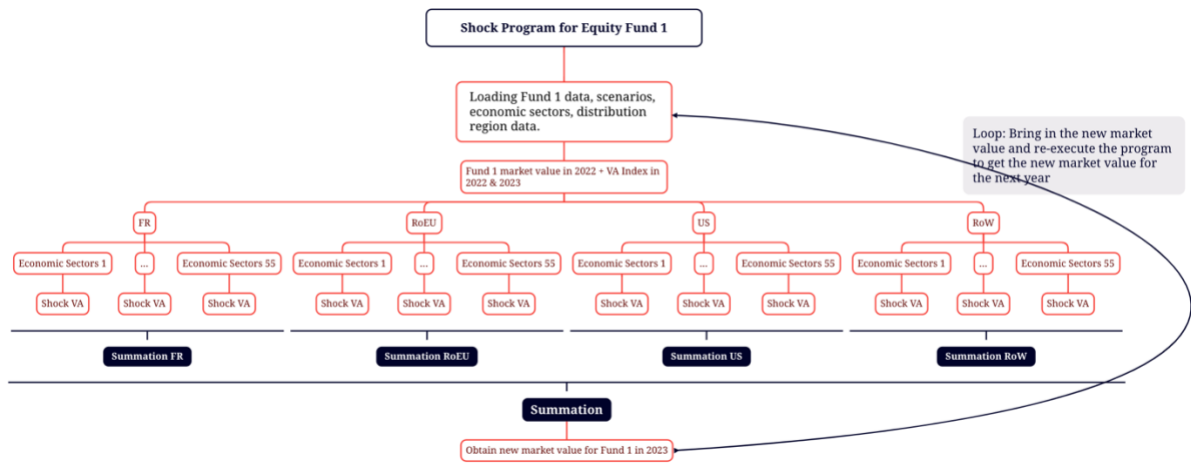 Shock Program for Equity Fund 1
Loading Fund 1 data, scenarios,
economic sectors, distribution
region data.
Loop: Bring in the new market
value and re-execute the program
to get the new market value for
the next year
Fund 1 market value in 2022 + VA Index in
2022 & 2023
FR
RoEU
US
RoW
Economic Sectors 1
...
Economic Sectors 55
Economic Sectors 1
...
Economic Sectors 55
Economic Sectors 1
...
Economic Sectors 55
Economic Sectors 1
...
Economic Sectors 55
Shock VA
Shock VA
Shock VA
Shock VA
Shock VA
Shock VA
Shock VA
Shock VA
Shock VA
Shock VA
Shock VA
Shock VA
Summation FR
Summation RoEU
Summation US
Summation RoW
Summation
Obtain new market value for Fund 1 in 2023